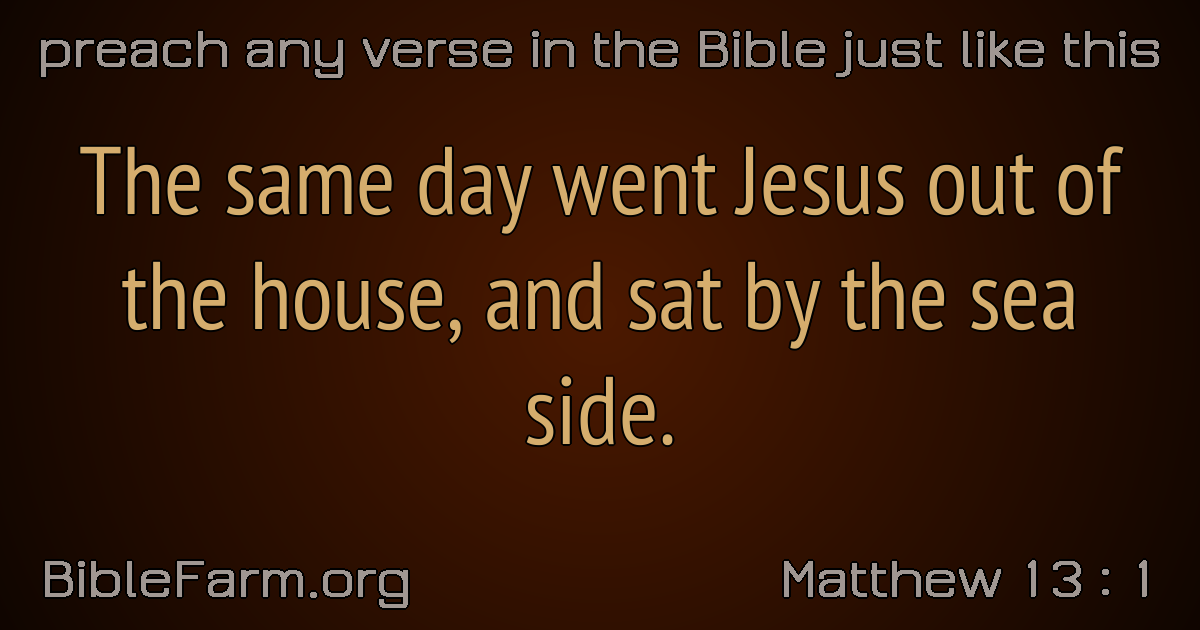 preach any verse in the Bible just like this
The same day went Jesus out of
the house, and sat by the sea
side.
BibleFarm.org
Matthew 13 : 1